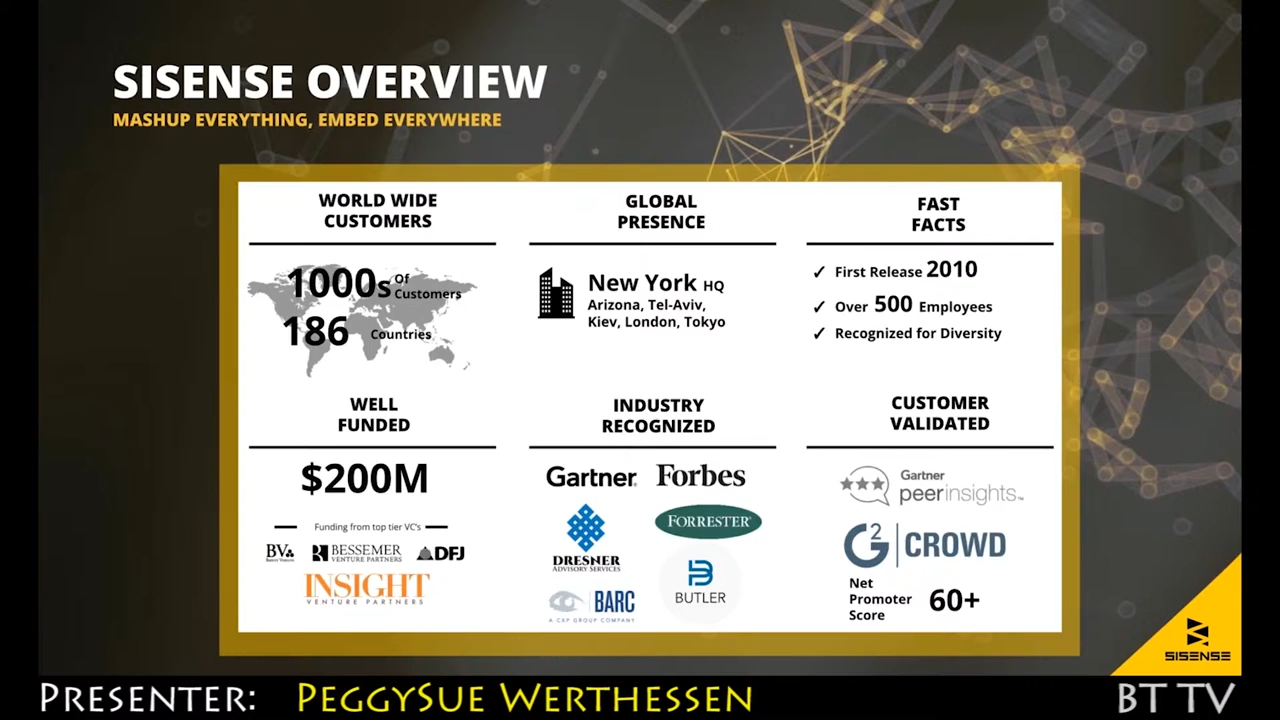 SISENSE OVERVIEW
MASHUP EVERYTHING, EMBED EVERYWHERE
WORLD WIDE
CUSTOMERS
1000s Of
Customers
186 Countries
GLOBAL
PRESENCE
New York HQ
Arizona, Tel-Aviv,
Kiev, London, Tokyo
FAST
FACTS
✓ First Release 2010
✓ Over 500 Employees
✓ Recognized for Diversity
WELL
FUNDED
$200M
Funding from top tier VC's
BV
BESSEMER
VENTURE PARTNERS
DFJ
INSIGHT
VENTURE PARTNERS
INDUSTRY
RECOGNIZED
Gartner
Forbes
DRESNER
ADVISORY SERVICES
FORRESTER
BARC
A CXP GROUP COMPANY
BUTLER
CUSTOMER
VALIDATED
Gartner
peerinsights™
G2 CROWD
Net
Promoter
Score
60+
SISENSE
PRESENTER: PEGGYSUE WERTHESSEN
BT TV